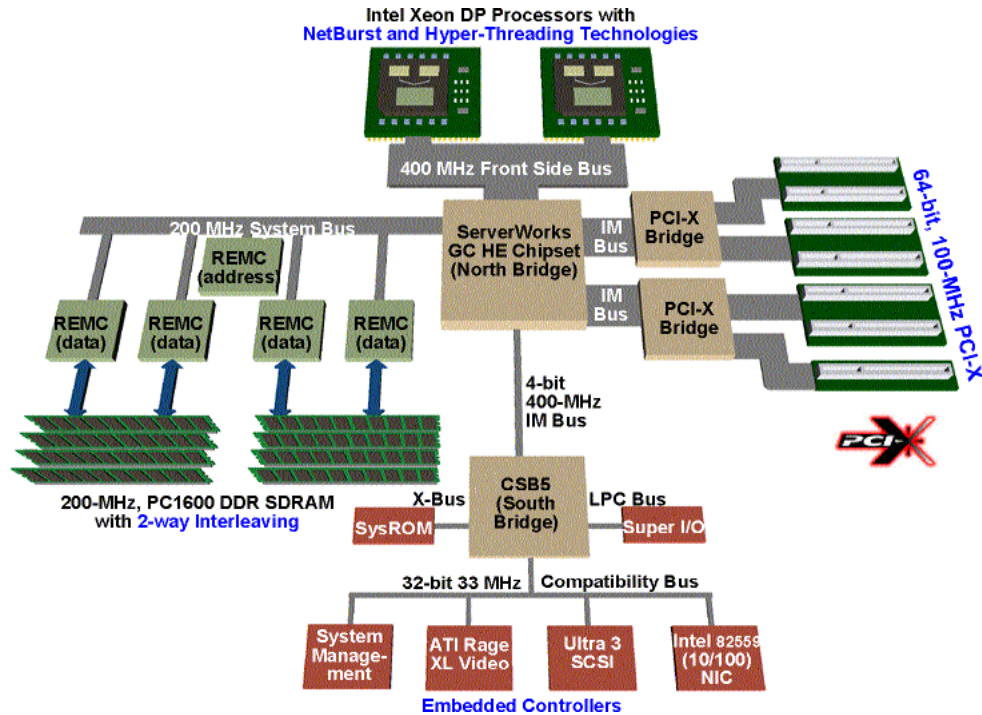 Intel Xeon DP Processors with
NetBurst and Hyper-Threading Technologies
400 MHz Front Side Bus
200 MHz System Bus
ServerWorks
GC HE Chipset
(North Bridge)
IM
Bus
PCI-X
Bridge
IM
Bus
PCI-X
Bridge
64-bit, 100-MHz PCI-X
REMC
(address)
REMC
(data)
REMC
(data)
REMC
(data)
REMC
(data)
4-bit
400-MHz
IM Bus
PCI-X
200-MHz, PC1600 DDR SDRAM
with 2-way Interleaving
X-Bus
CSB5
(South
Bridge)
LPC Bus
SysROM
Super I/O
32-bit 33 MHz
Compatibility Bus
System
Manage-
ment
ATI Rage
XL Video
Ultra 3
SCSI
Intel 82559
(10/100)
NIC
Embedded Controllers